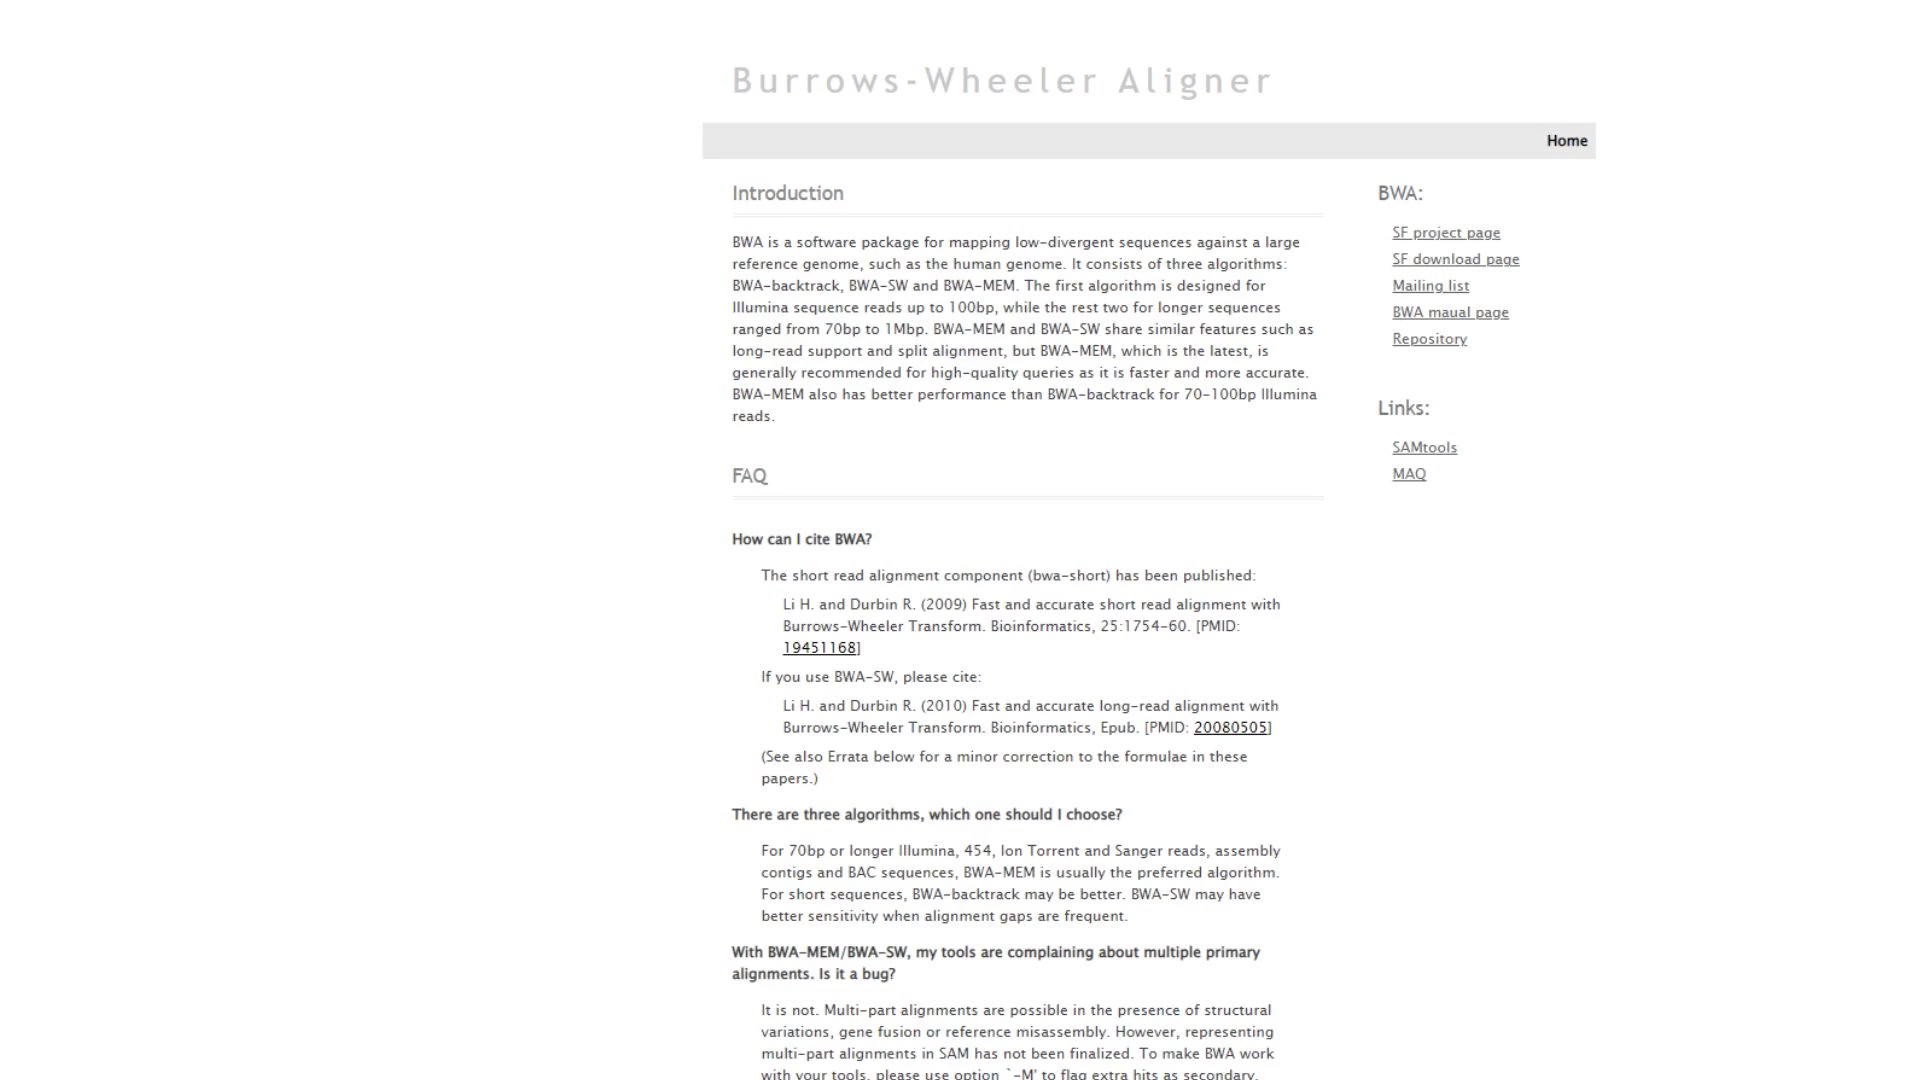 Burrows-Wheeler Aligner
Home
Introduction
BWA is a software package for mapping low-divergent sequences against a large
reference genome, such as the human genome. It consists of three algorithms:
BWA-backtrack, BWA-SW and BWA-MEM. The first algorithm is designed for
Illumina sequence reads up to 100bp, while the rest two for longer sequences
ranged from 70bp to 1Mbp. BWA-MEM and BWA-SW share similar features such as
long-read support and split alignment, but BWA-MEM, which is the latest, is
generally recommended for high-quality queries as it is faster and more accurate.
BWA-MEM also has better performance than BWA-backtrack for 70-100bp Illumina
reads.
FAQ
How can I cite BWA?
The short read alignment component (bwa-short) has been published:
Li H. and Durbin R. (2009) Fast and accurate short read alignment with
Burrows-Wheeler Transform. Bioinformatics, 25:1754-60. [PMID:
19451168]
If you use BWA-SW, please cite:
Li H. and Durbin R. (2010) Fast and accurate long-read alignment with
Burrows-Wheeler Transform. Bioinformatics, Epub. [PMID: 20080505]
(See also Errata below for a minor correction to the formulae in these
papers.)
There are three algorithms, which one should I choose?
For 70bp or longer Illumina, 454, Ion Torrent and Sanger reads, assembly
contigs and BAC sequences, BWA-MEM is usually the preferred algorithm.
For short sequences, BWA-backtrack may be better. BWA-SW may have
better sensitivity when alignment gaps are frequent.
With BWA-MEM/BWA-SW, my tools are complaining about multiple primary
alignments. Is it a bug?
It is not. Multi-part alignments are possible in the presence of structural
variations, gene fusion or reference misassembly. However, representing
multi-part alignments in SAM has not been finalized. To make BWA work
with your tools, please use option `-M' to flag extra hits as secondary.
BWA:
SF project page
SF download page
Mailing list
BWA maual page
Repository
Links:
SAMtools
MAQ